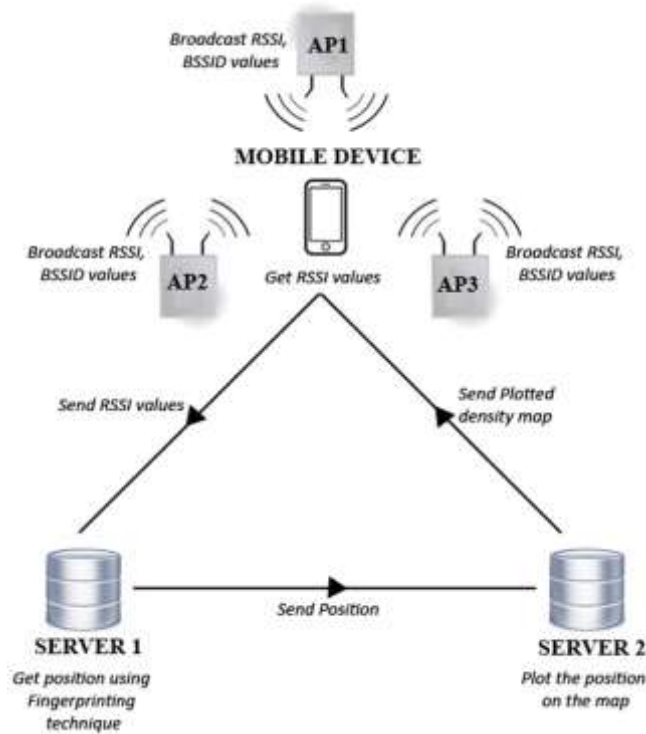 Broadcast RSSI,
BSSID values
AP1
MOBILE DEVICE
Broadcast RSSI,
BSSID values
AP2
Get RSSI values
AP3
Broadcast RSSI,
BSSID values
Send RSSI values
Send Plotted
density map
Send Position
SERVER 1
Get position using
Fingerprinting
technique
SERVER 2
Plot the position
on the map